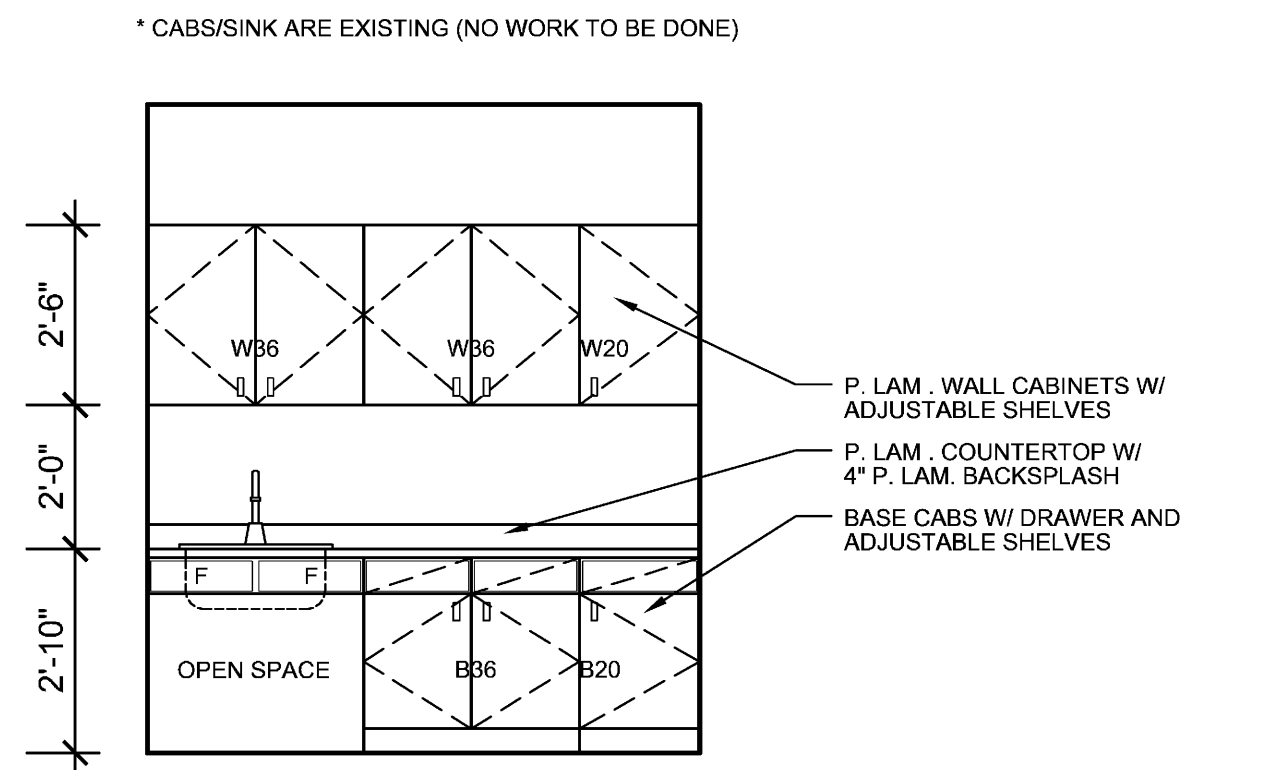 * CABS/SINK ARE EXISTING (NO WORK TO BE DONE)
2'-6"
W36
W36
W20
P. LAM . WALL CABINETS W/
ADJUSTABLE SHELVES
2'-0"
P. LAM . COUNTERTOP W/
4" P. LAM. BACKSPLASH
BASE CABS W/ DRAWER AND
ADJUSTABLE SHELVES
F
F
2'-10"
OPEN SPACE
B36
B20